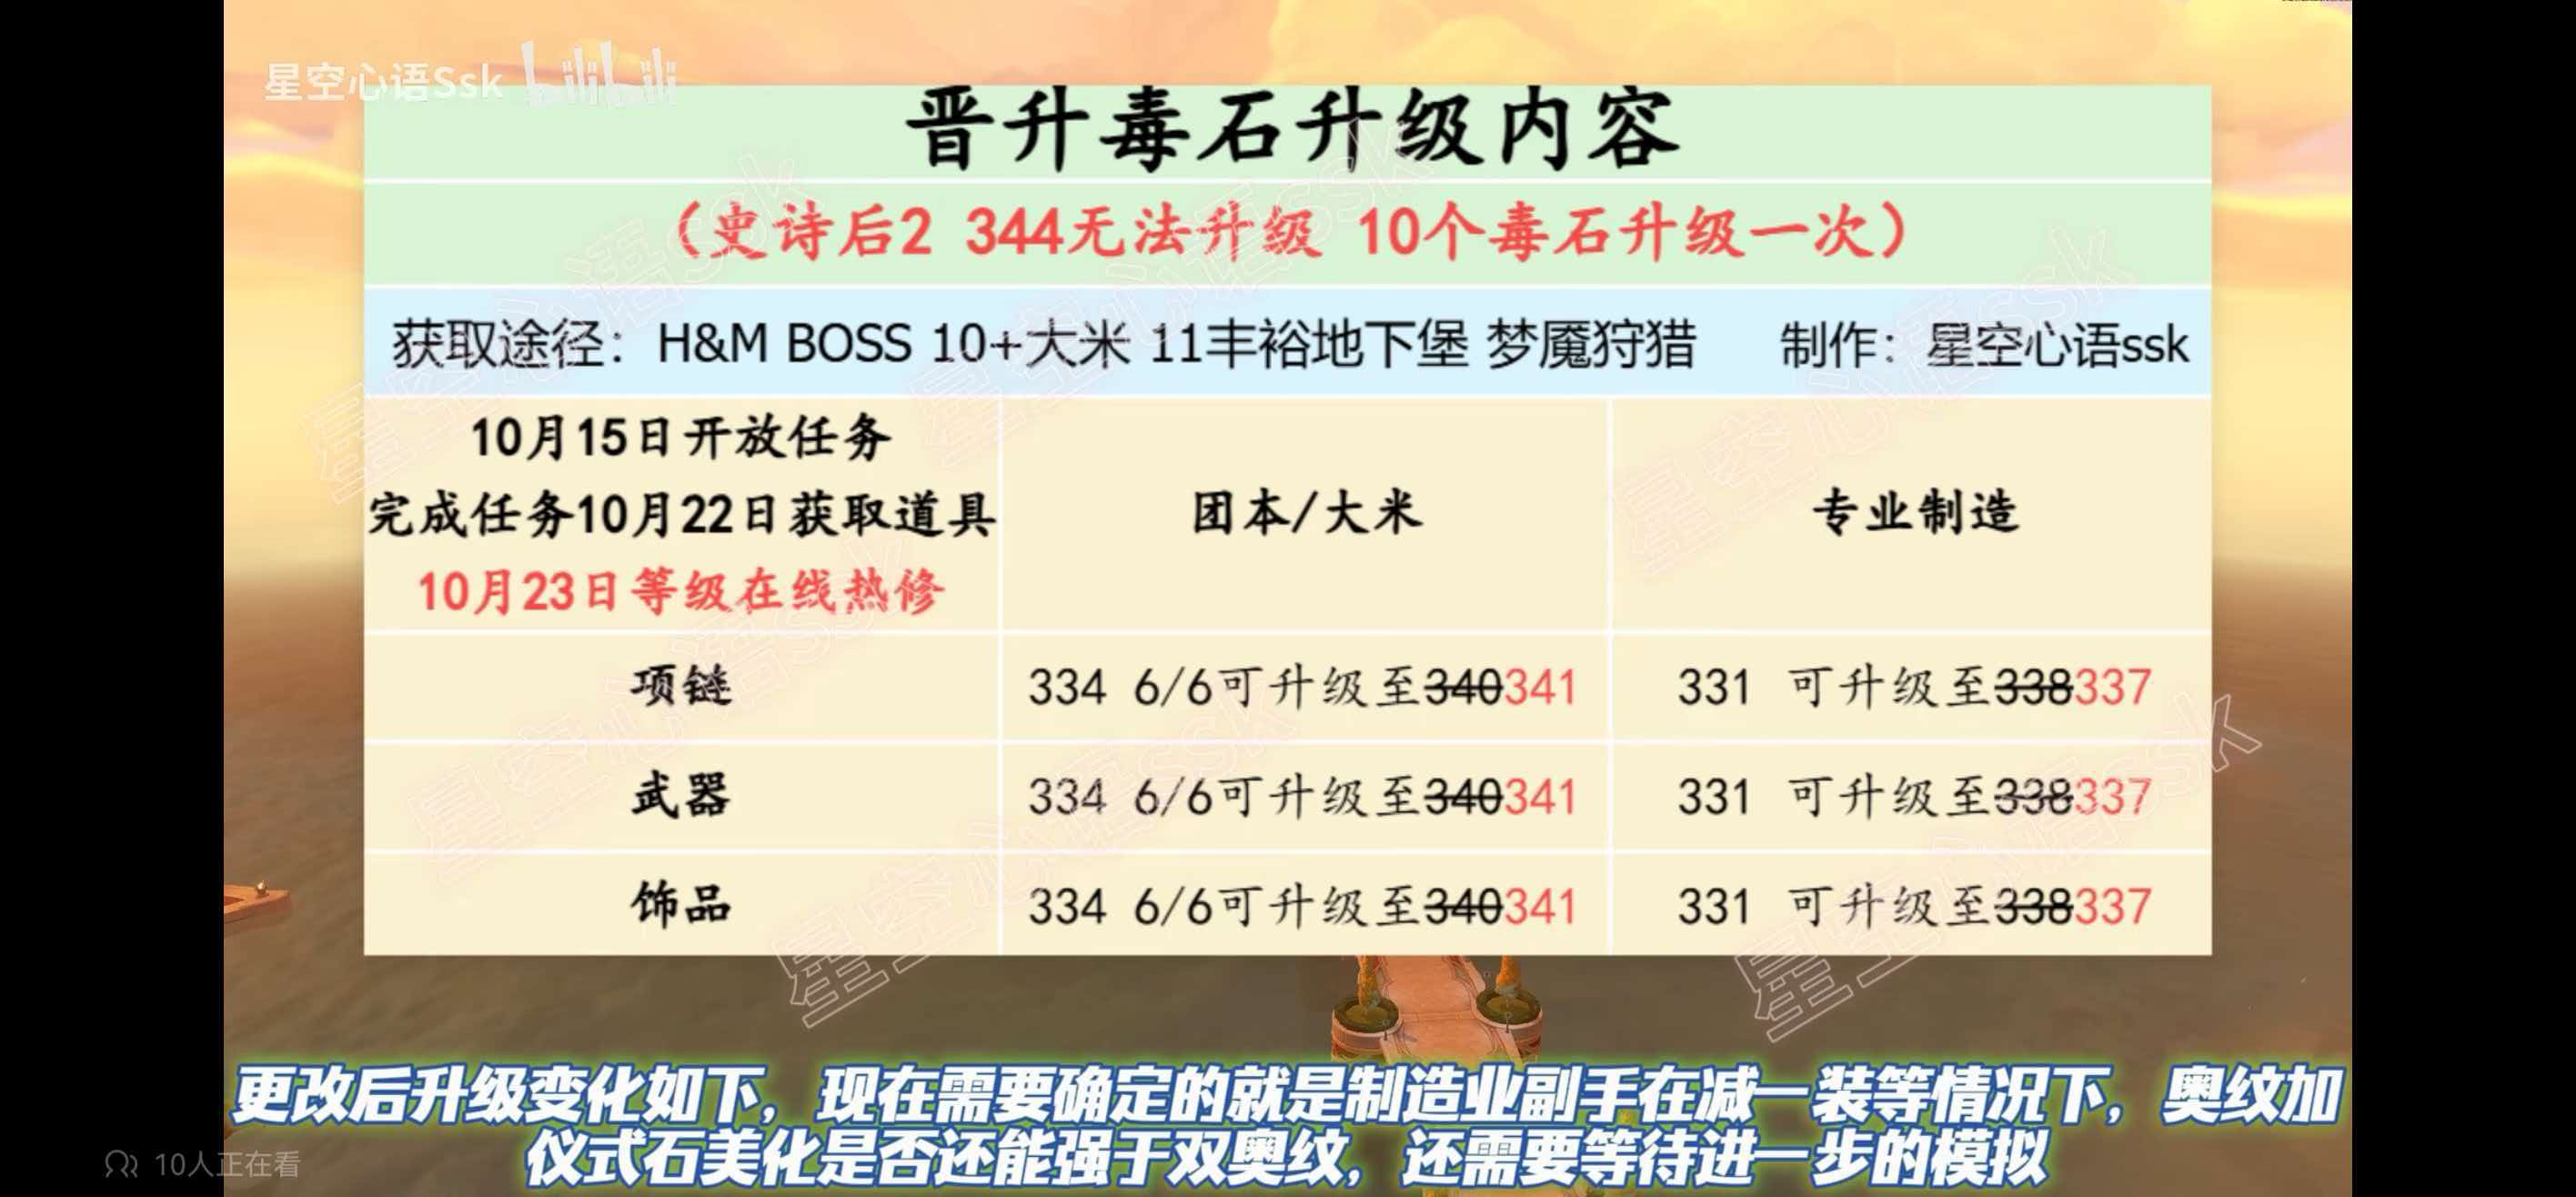 星空心语Ssk bilibili
晋升毒石升级内容
（史诗后2 344无法升级 10个毒石升级一次）
获取途径：H&M BOSS 10+大米 11丰裕地下堡 梦魇狩猎 制作：星空心语ssk
10月15日开放任务
完成任务10月22日获取道具
10月23日等级在线热修
团本/大米
专业制造
项链 334 6/6可升级至340341 331 可升级至338337
武器 334 6/6可升级至340341 331 可升级至338337
饰品 334 6/6可升级至340341 331 可升级至338337
更改后升级变化如下，现在需要确定的就是制造业副手在减一装等情况下，奥纹加
仪式石美化是否还能强于双奥纹，还需要等待进一步的模拟
10人正在看